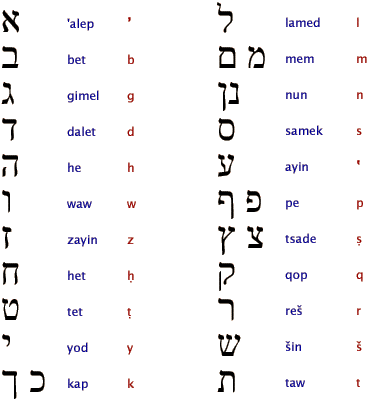 א 'alep ’
ב bet b
ג gimel g
ד dalet d
ה he h
ו waw w
ז zayin z
ח het ḥ
ט tet ṭ
י yod y
כ ך kap k
ל lamed l
מ ם mem m
נן nun n
ס samek s
ע ayin ‘
פ ף pe p
צ ץ tsade ṣ
ק qop q
ר reš r
ש šin š
ת taw t